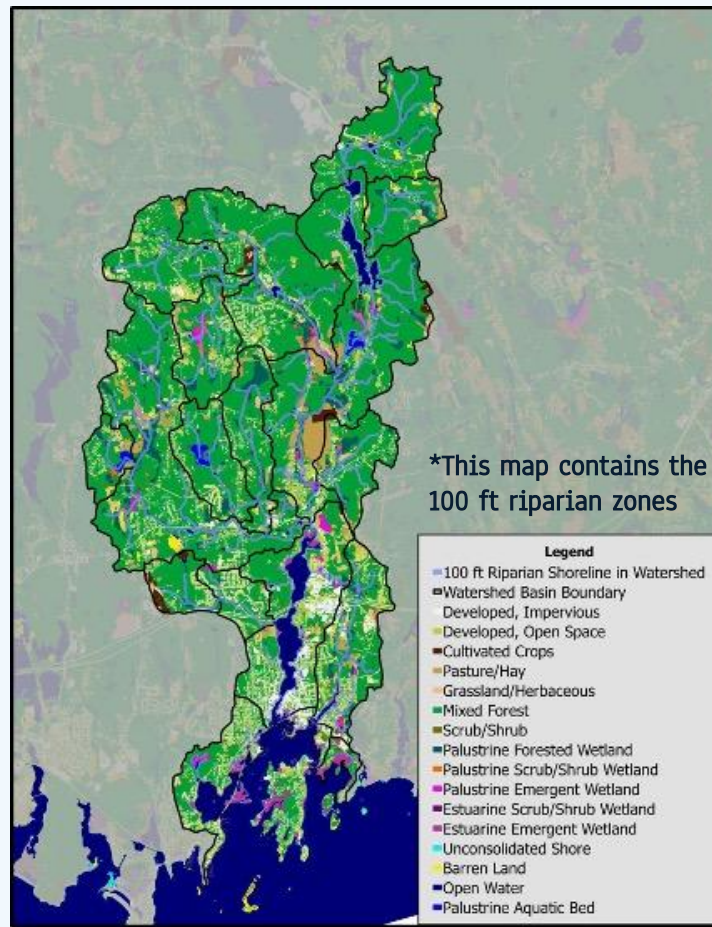 *This map contains the
100 ft riparian zones
Legend
100 ft Riparian Shoreline in Watershed
Watershed Basin Boundary
Developed, Impervious
Developed, Open Space
Cultivated Crops
Pasture/Hay
Grassland/Herbaceous
Mixed Forest
Scrub/Shrub
Palustrine Forested Wetland
Palustrine Scrub/Shrub Wetland
Palustrine Emergent Wetland
Estuarine Scrub/Shrub Wetland
Estuarine Emergent Wetland
Unconsolidated Shore
Barren Land
Open Water
Palustrine Aquatic Bed